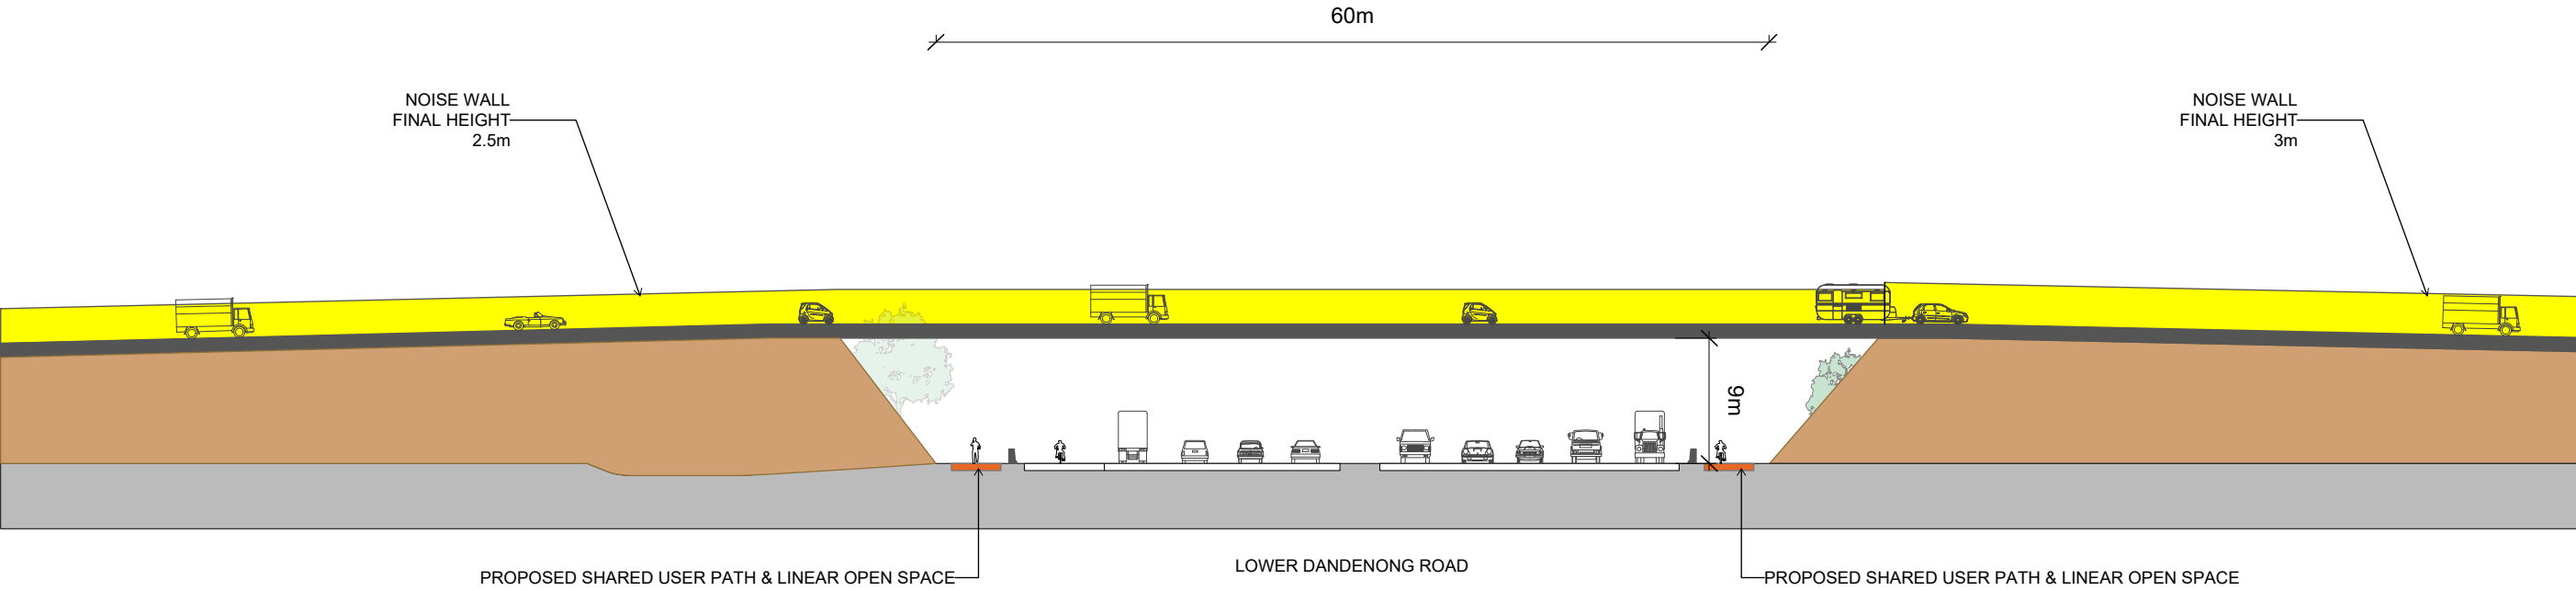 60m
NOISE WALL
FINAL HEIGHT
2.5m
NOISE WALL
FINAL HEIGHT
3m
9m
LOWER DANDENONG ROAD
PROPOSED SHARED USER PATH & LINEAR OPEN SPACE
PROPOSED SHARED USER PATH & LINEAR OPEN SPACE